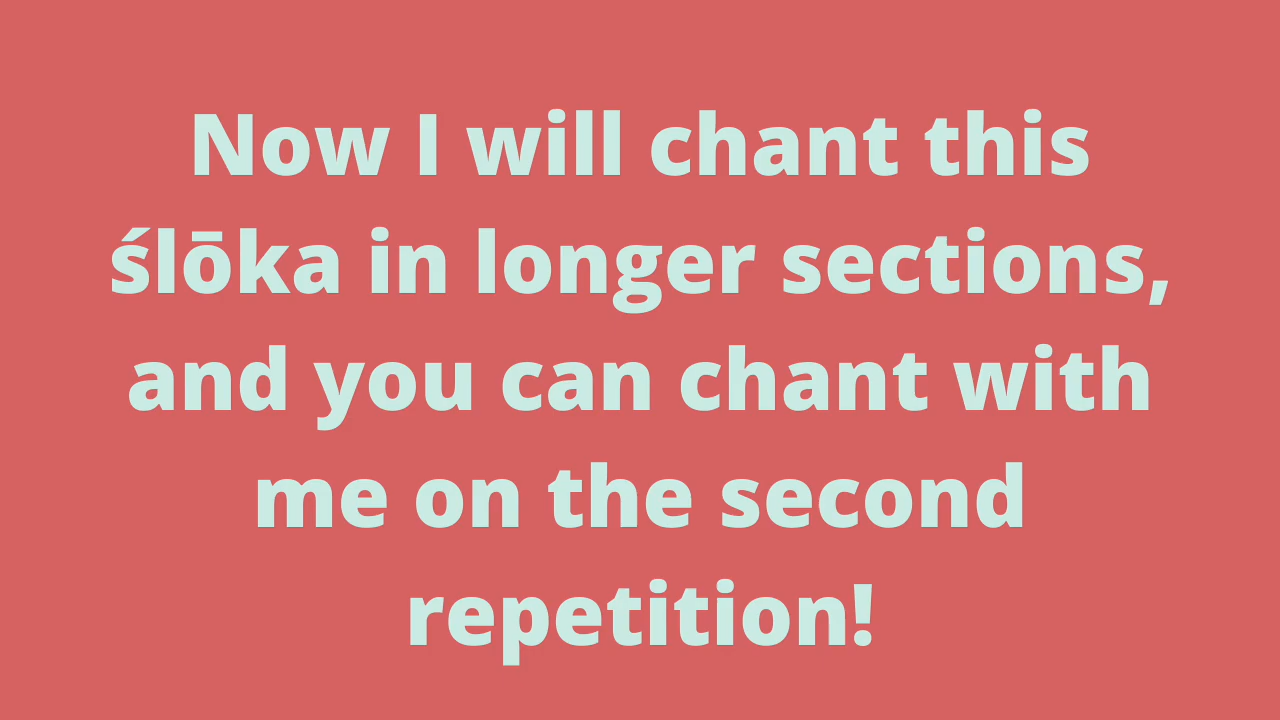 Now I will chant this
ślōka in longer sections,
and you can chant with
me on the second
repetition!